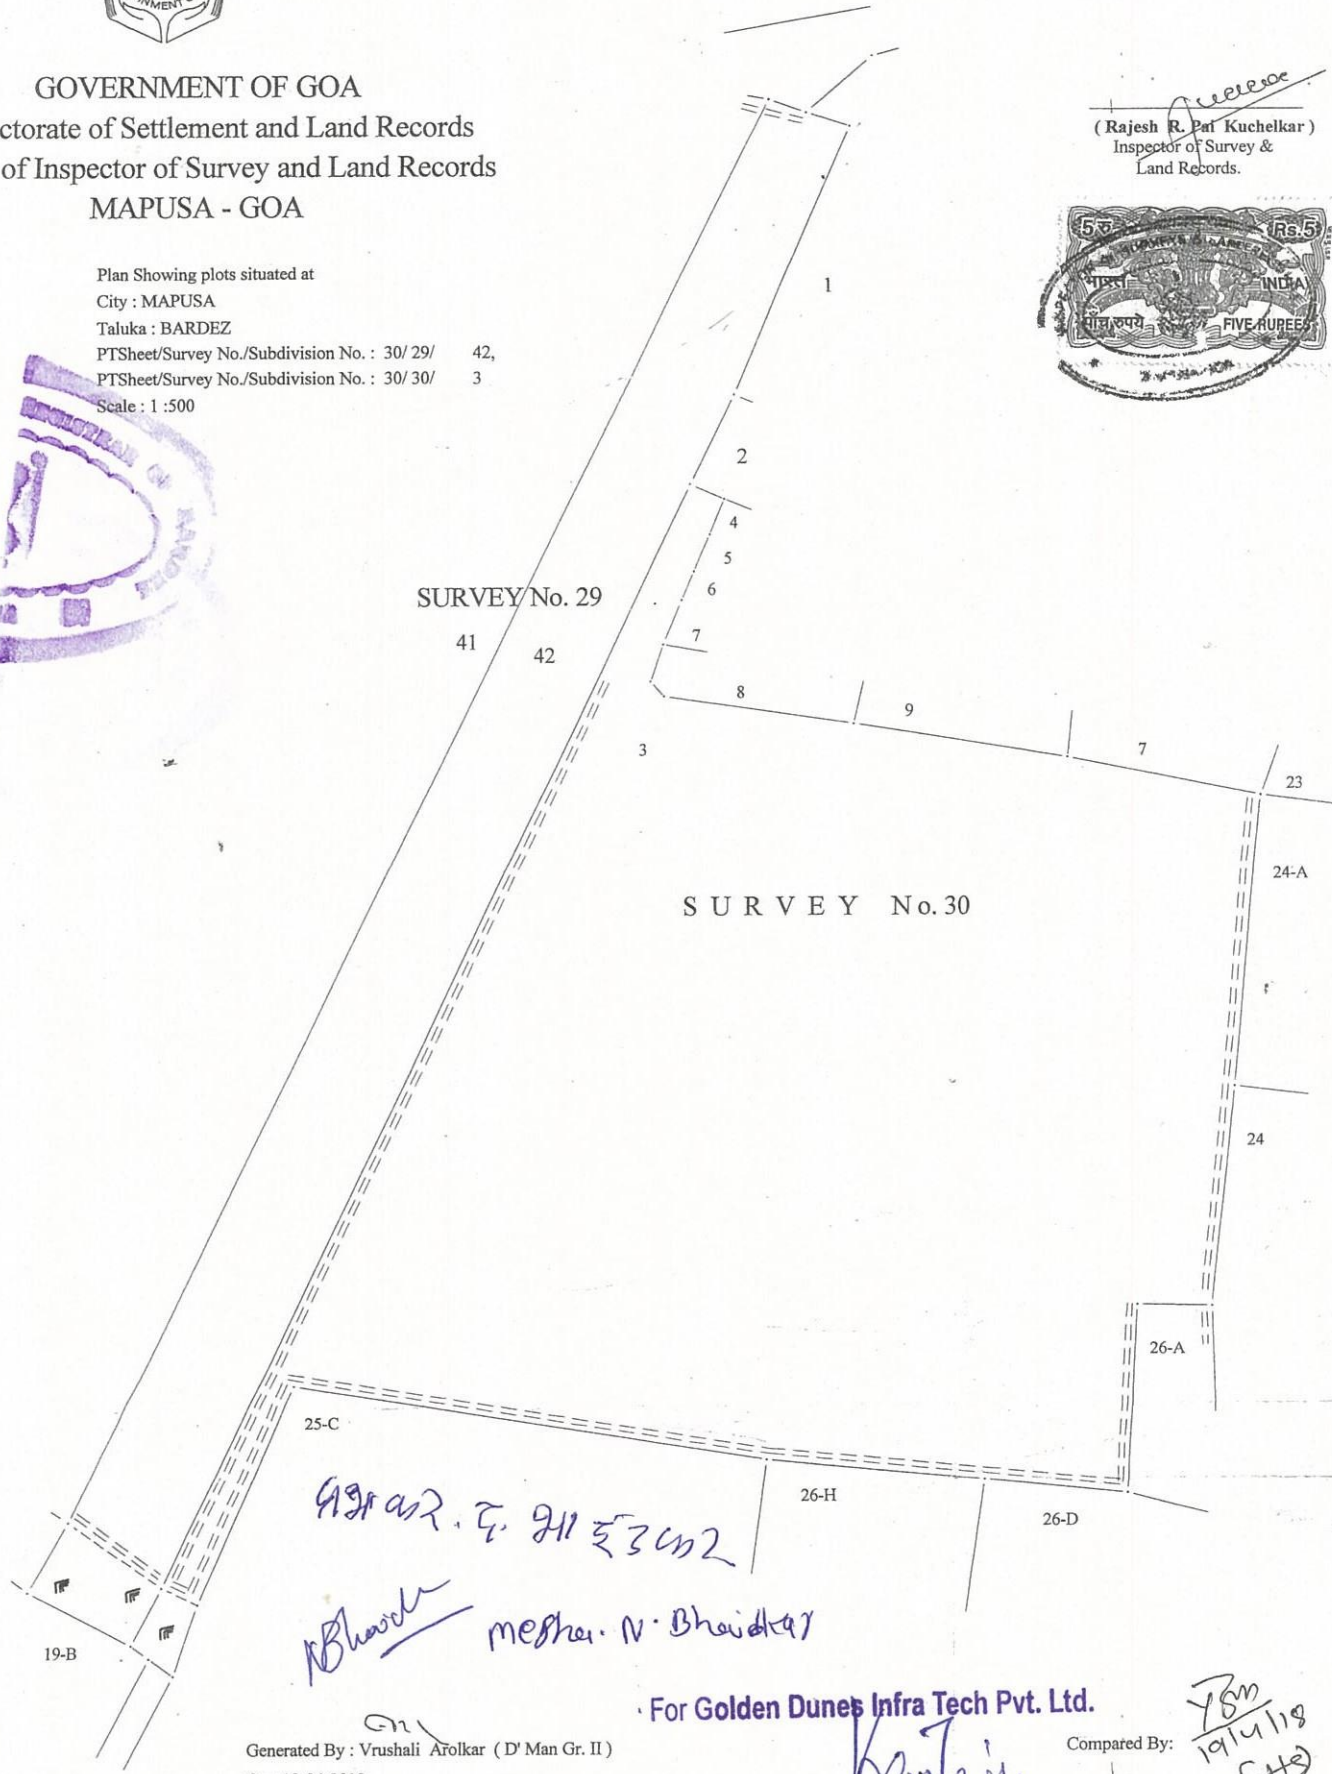 GOVERNMENT OF GOA
ctorate of Settlement and Land Records
of Inspector of Survey and Land Records
MAPUSA - GOA
( Rajesh R. Pai Kuchelkar )
Inspector of Survey &
Land Records.
5 रु Rs.5
भारत INDIA
पाँच रुपये FIVE RUPEES
Plan Showing plots situated at
City : MAPUSA
Taluka : BARDEZ
PTSheet/Survey No./Subdivision No. : 30/ 29/ 42,
PTSheet/Survey No./Subdivision No. : 30/ 30/ 3
Scale : 1 :500
1
2
4
5
6
7
SURVEY No. 29
41
42
8
9
3
7
23
24-A
SURVEY No. 30
24
26-A
25-C
26-H
26-D
N. Bhaidkar
19-B
For Golden Dunes Infra Tech Pvt. Ltd.
Generated By : Vrushali Arolkar ( D' Man Gr. II )
Compared By:
19/4/18